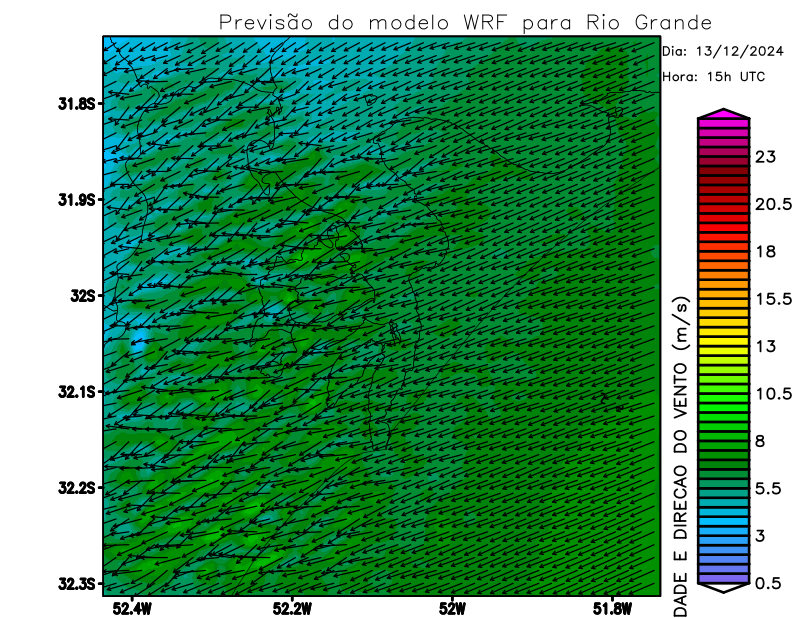 Previsão do modelo WRF para Rio Grande
Dia: 13/12/2024
Hora: 15h UTC
31.8S
31.9S
32S
32.1S
32.2S
32.3S
52.4W
52.2W
52W
51.8W
DADE E DIRECAO DO VENTO (m/s)
23
20.5
18
15.5
13
10.5
8
5.5
3
0.5